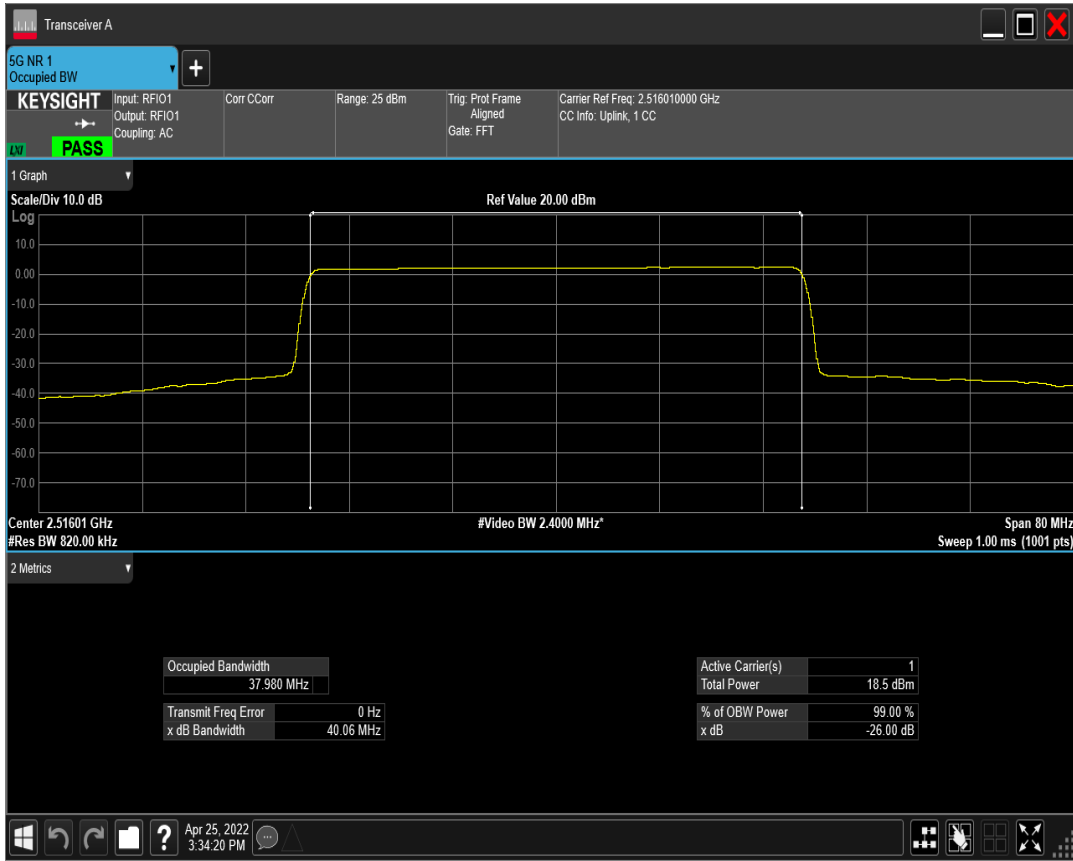 Transceiver A
5G NR 1
Occupied BW
+
KEYSIGHT
LXI
PASS
Input: RFIO1
Output: RFIO1
Coupling: AC
Corr CCorr
Range: 25 dBm
Trig: Prot Frame
Aligned
Gate: FFT
Carrier Ref Freq: 2.516010000 GHz
CC Info: Uplink, 1 CC
1 Graph
Scale/Div 10.0 dB
Ref Value 20.00 dBm
Log
10.0
0.00
-10.0
-20.0
-30.0
-40.0
-50.0
-60.0
-70.0
Center 2.51601 GHz
#Video BW 2.4000 MHz*
Span 80 MHz
#Res BW 820.00 kHz
Sweep 1.00 ms (1001 pts)
2 Metrics
Occupied Bandwidth
37.980 MHz
Transmit Freq Error 0 Hz
x dB Bandwidth 40.06 MHz
Active Carrier(s) 1
Total Power 18.5 dBm
% of OBW Power 99.00 %
x dB -26.00 dB
?
Apr 25, 2022
3:34:20 PM